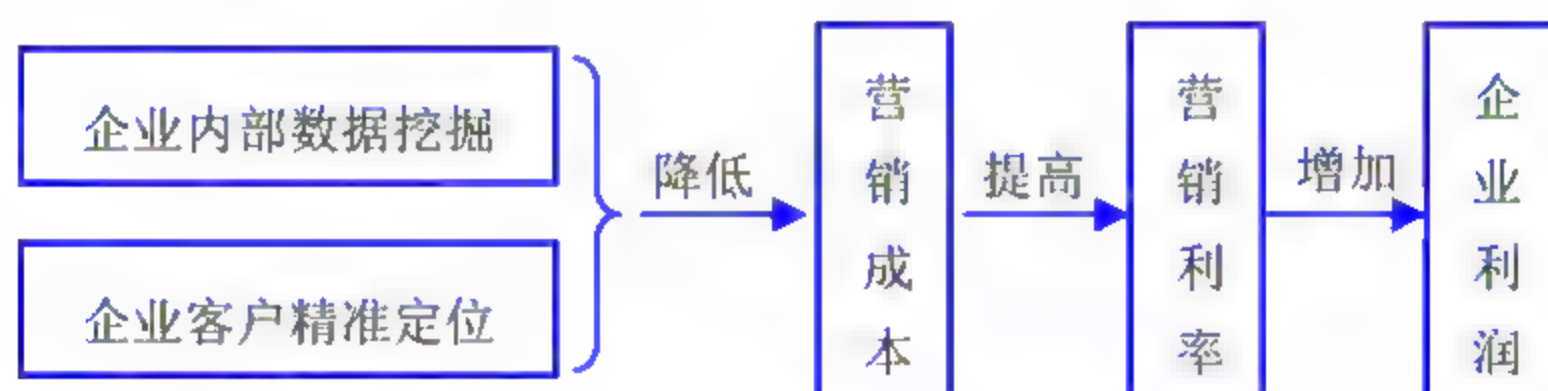 企业内部数据挖掘
企业客户精准定位
降低
营销成本
提高
营销利率
增加
企业利润